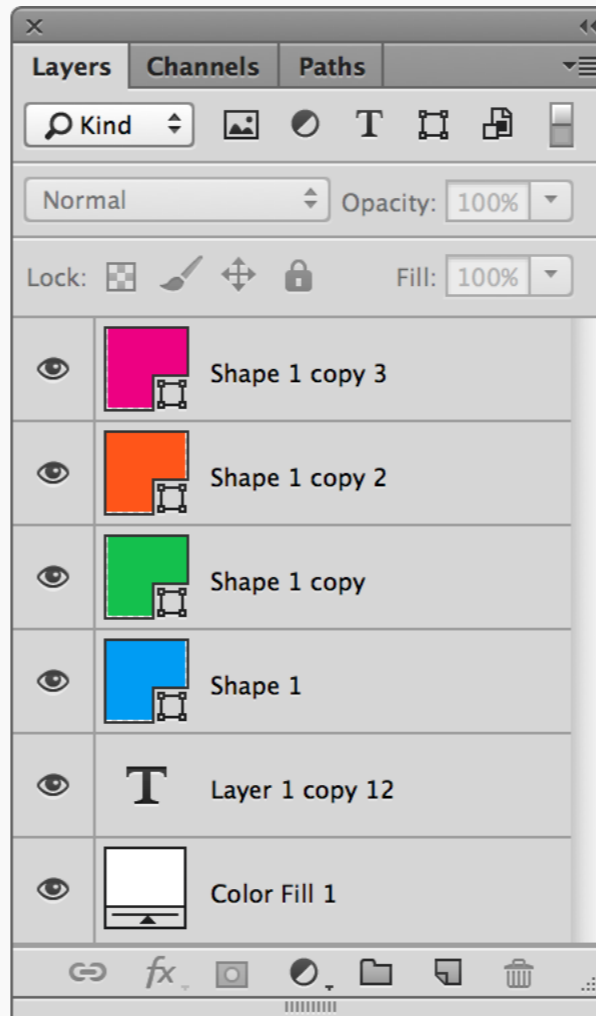 Layers Channels Paths
Kind T
Normal Opacity: 100%
Lock: Fill: 100%
Shape 1 copy 3
Shape 1 copy 2
Shape 1 copy
Shape 1
T Layer 1 copy 12
Color Fill 1
fx